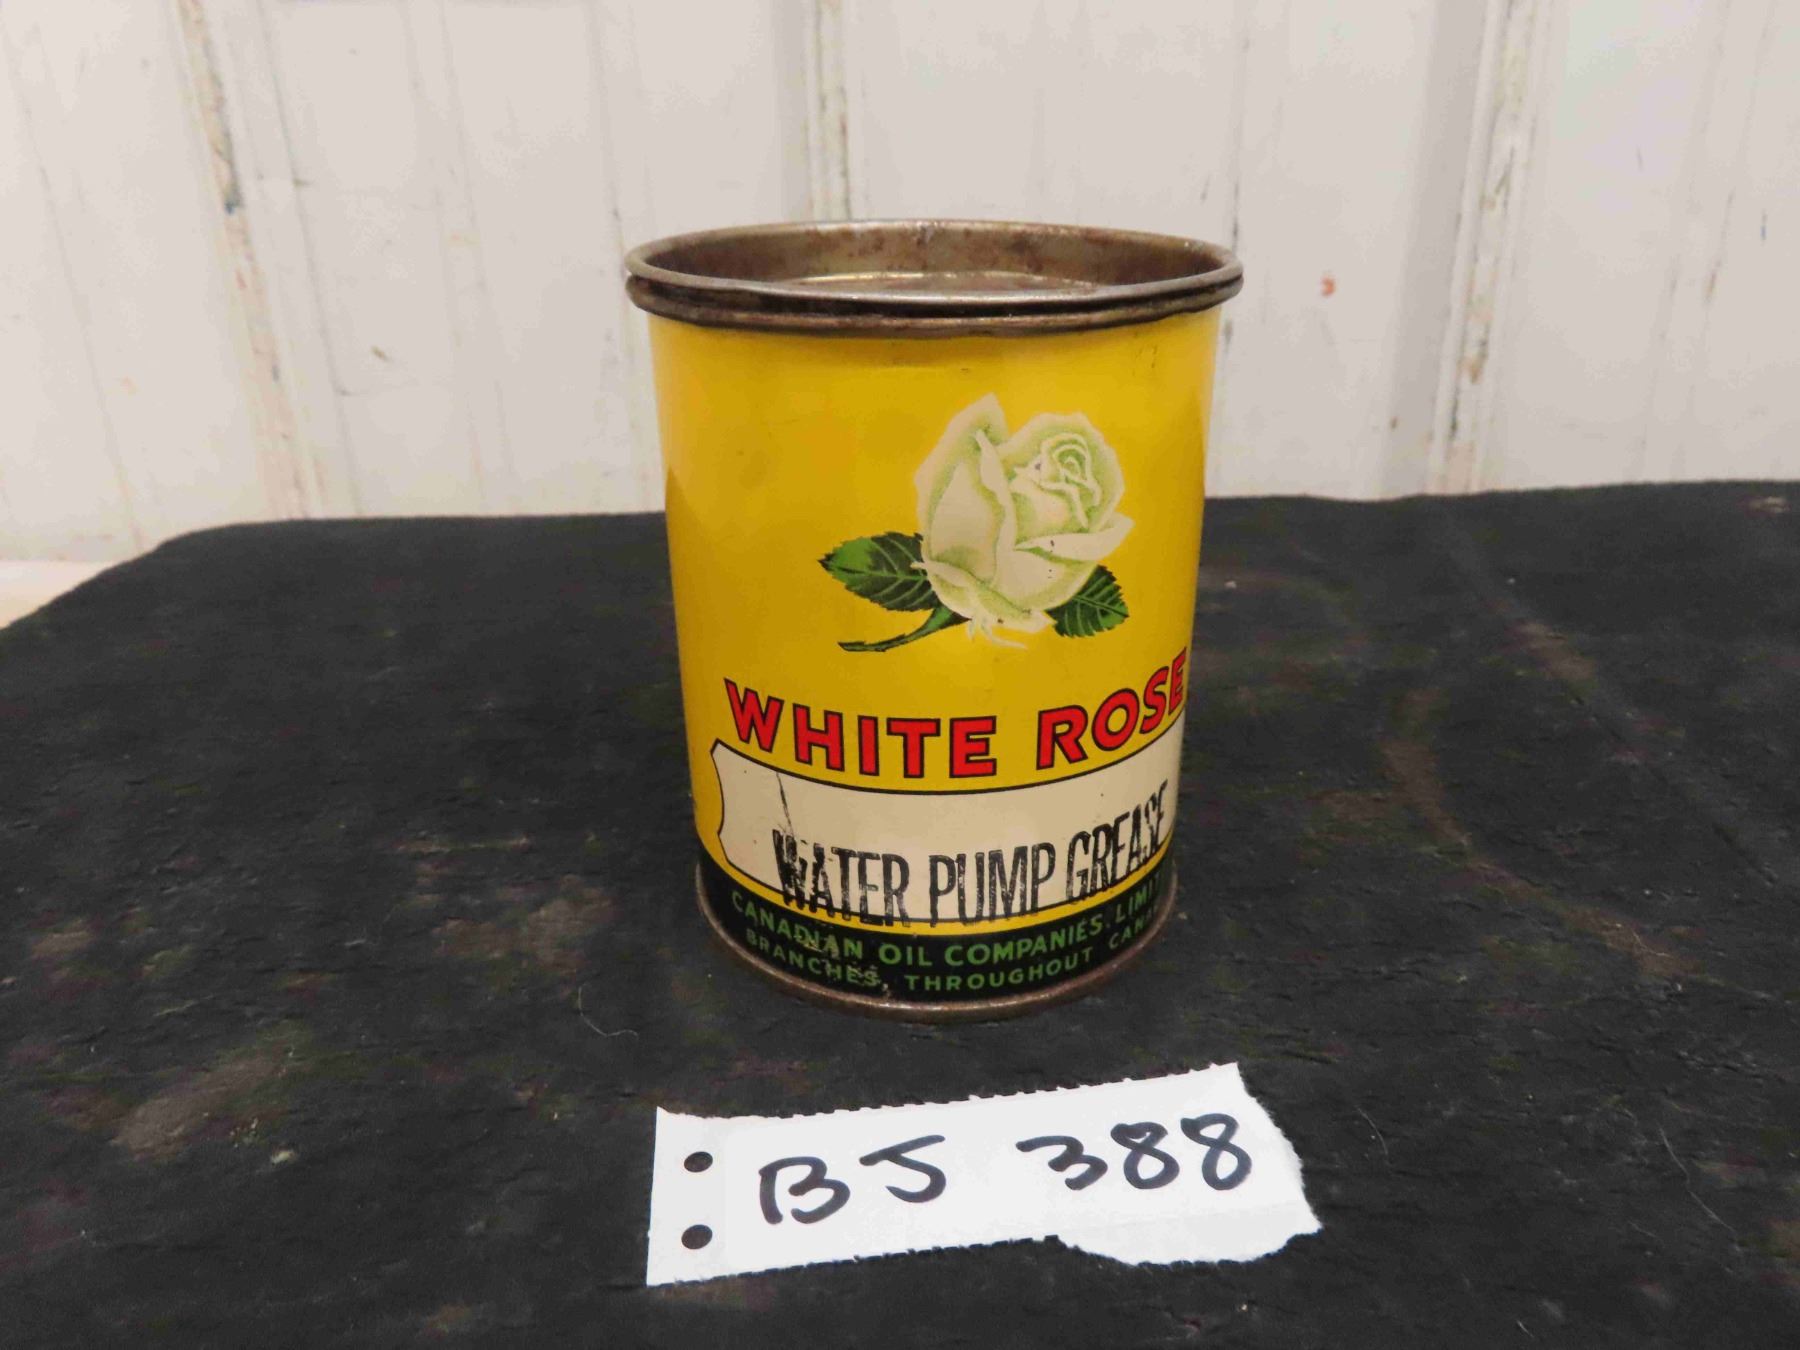 WHITE ROSE
WATER PUMP GREASE
CANADIAN OIL COMPANIES, LIMIT
BRANCHES, THROUGHOUT CANA
BJ 388